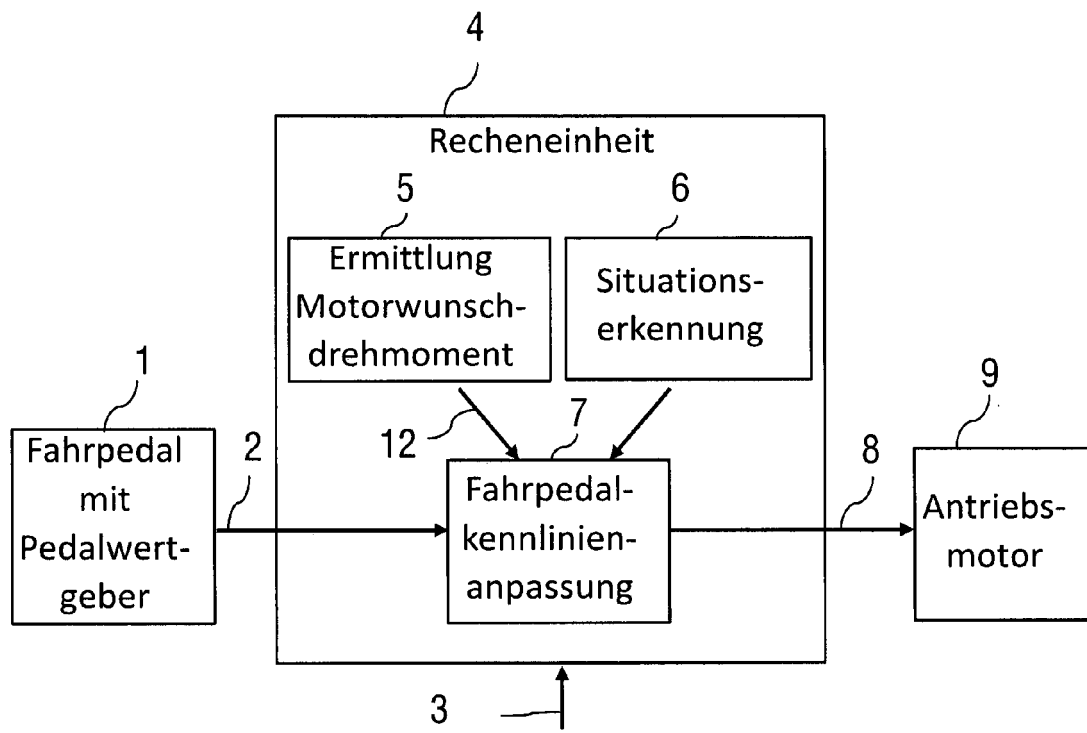 4
Recheneinheit
5
6
Ermittlung
Motorwunsch-
drehmoment
Situations-
erkennung
1
Fahrpedal
mit
Pedalwert-
geber
2
12
7
Fahrpedal-
kennlinien-
anpassung
8
9
Antriebs-
motor
3